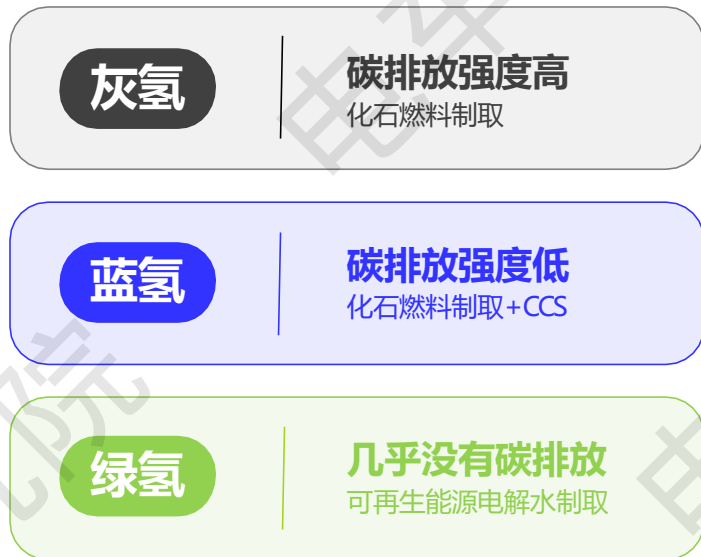 灰氢
碳排放强度高
化石燃料制取
蓝氢
碳排放强度低
化石燃料制取+CCS
绿氢
几乎没有碳排放
可再生能源电解水制取